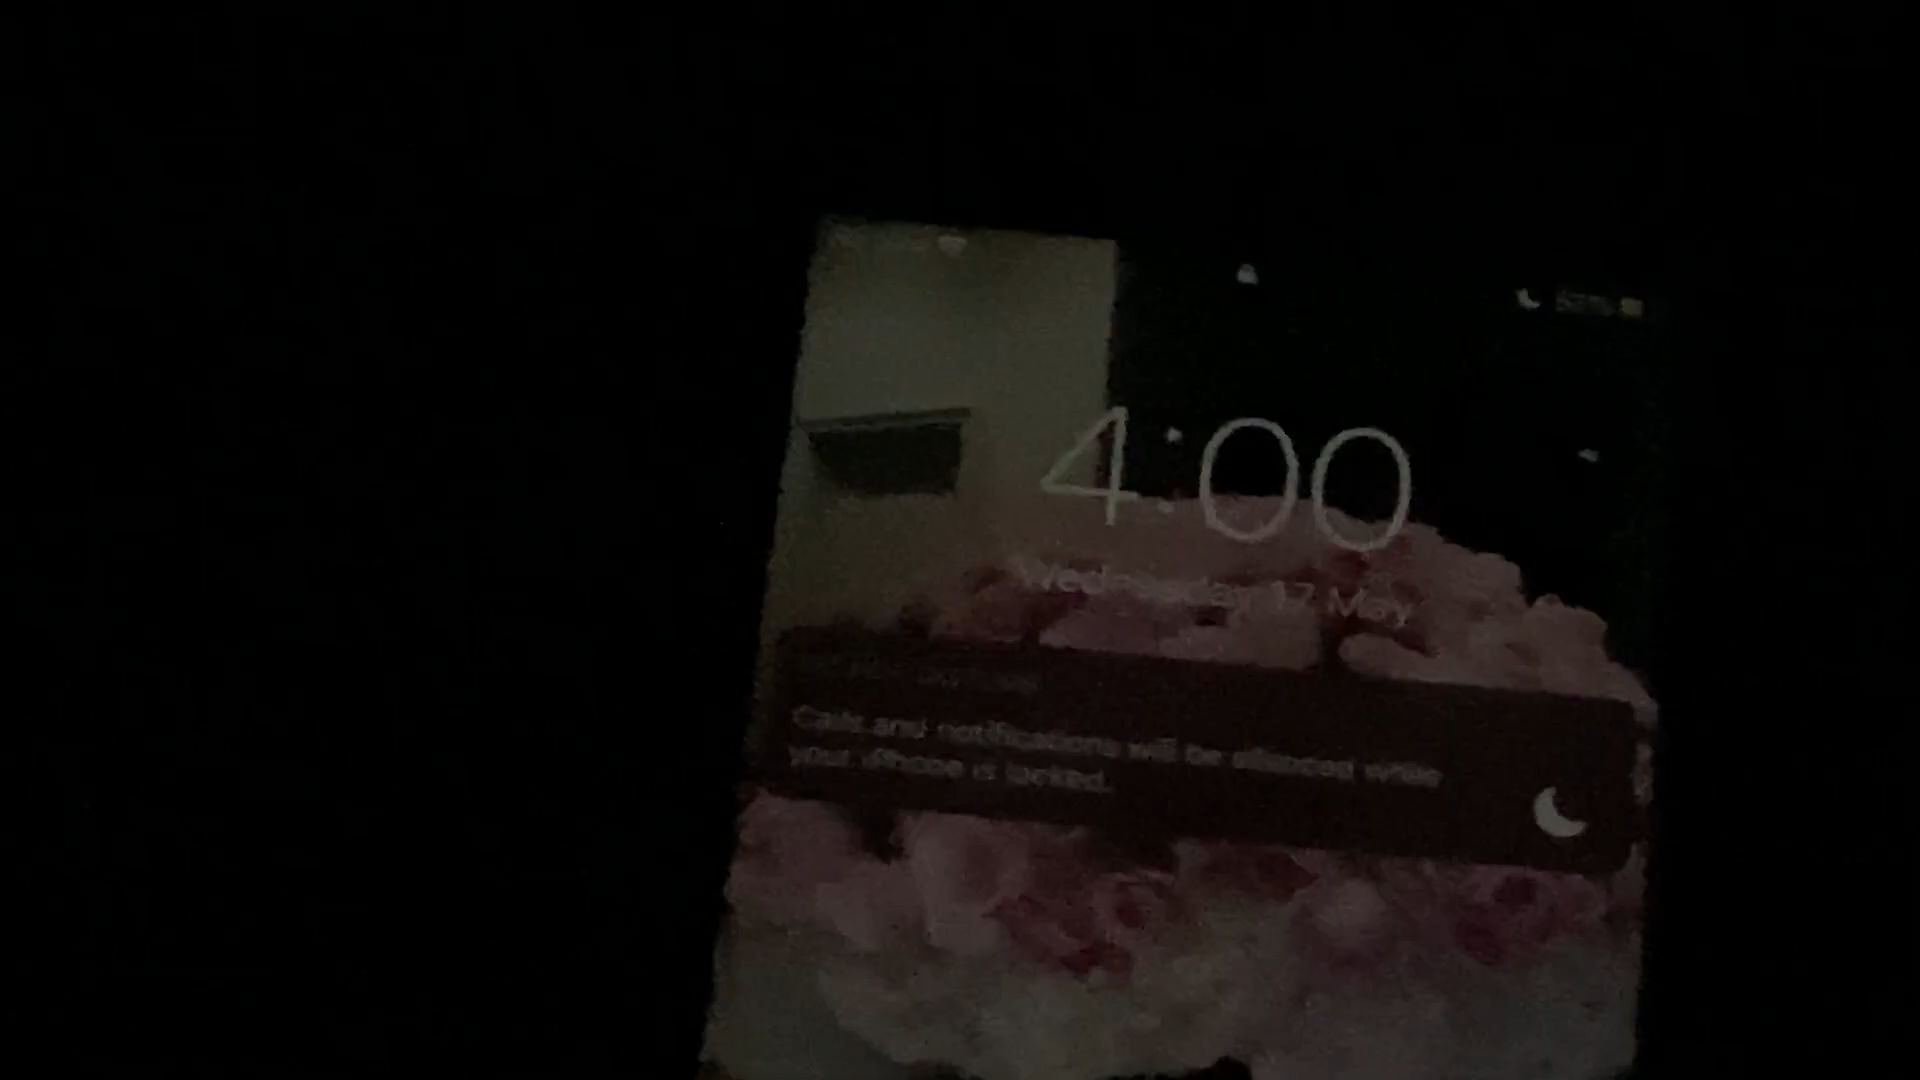 4:00
Wednesday 17 May
Calls and notifications will be silenced while
your iPhone is locked.